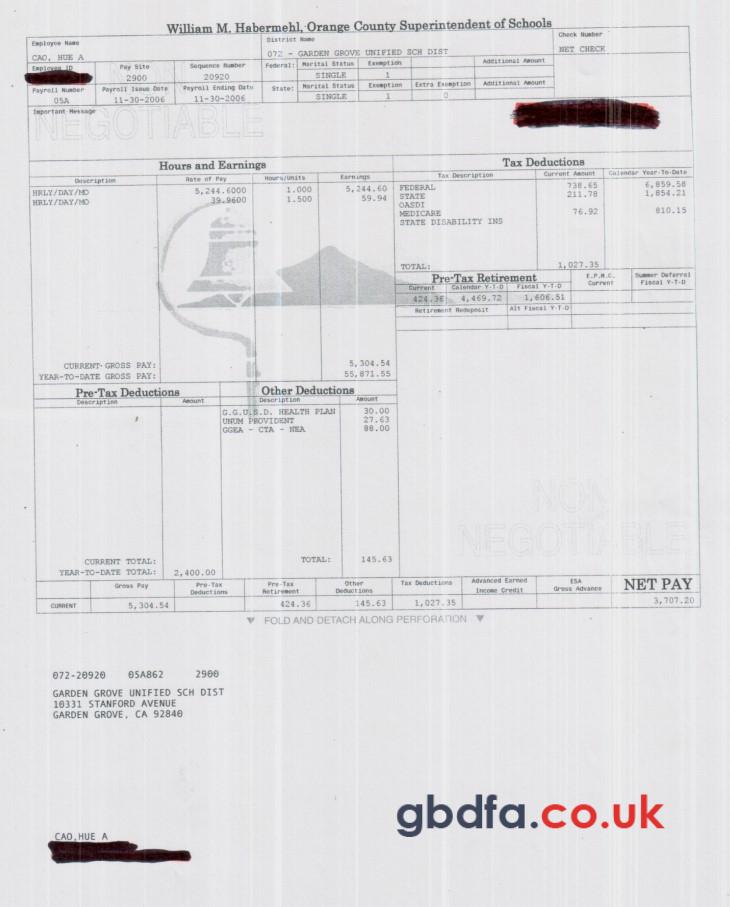 William M. Habermehl, Orange County Superintendent of Schools
Employee Name
CAO, HUE A
District Name
072 - GARDEN GROVE UNIFIED SCH DIST
Check Number
NET CHECK
Employee ID
Pay Site
2900
Sequence Number
20920
Federal:
Marital Status
SINGLE
Exemption
1
Additional Amount
Payroll Number
05A
Payroll Issue Date
11-30-2006
Payroll Ending Date
11-30-2006
State:
Marital Status
SINGLE
Exemption
1
Extra Exemption
0
Additional Amount
Important Message
NON
NEGOTIABLE
Hours and Earnings
Description Rate of Pay Hours/Units Earnings
HRLY/DAY/MO 5,244.6000 1.000 5,244.60
HRLY/DAY/MO 39.9600 1.500 59.94
CURRENT GROSS PAY: 5,304.54
YEAR-TO-DATE GROSS PAY: 55,871.55
Tax Deductions
Tax Description Current Amount Calendar Year-To-Date
FEDERAL 738.65 6,859.58
STATE 211.78 1,854.21
OASDI
MEDICARE 76.92 810.15
STATE DISABILITY INS
TOTAL: 1,027.35
Pre-Tax Retirement
Current Calendar Y-T-D Fiscal Y-T-D
424.36 4,469.72 1,606.51
Retirement Redeposit Alt Fiscal Y-T-D
E.P.M.C.
Current
Summer Deferral
Fiscal Y-T-D
Pre-Tax Deductions
Description Amount
CURRENT TOTAL:
YEAR-TO-DATE TOTAL: 2,400.00
Other Deductions
Description Amount
G.G.U.S.D. HEALTH PLAN 30.00
UNUM PROVIDENT 27.63
GGEA - CTA - NEA 88.00
TOTAL: 145.63
NON
NEGOTIABLE
Gross Pay Pre-Tax Deductions Pre-Tax Retirement Other Deductions Tax Deductions Advanced Earned Income Credit ESA Gross Advance NET PAY
CURRENT 5,304.54 424.36 145.63 1,027.35 3,707.20
FOLD AND DETACH ALONG PERFORATION
072-20920 05A862 2900
GARDEN GROVE UNIFIED SCH DIST
10331 STANFORD AVENUE
GARDEN GROVE, CA 92840
gbdfa.co.uk
CAO,HUE A